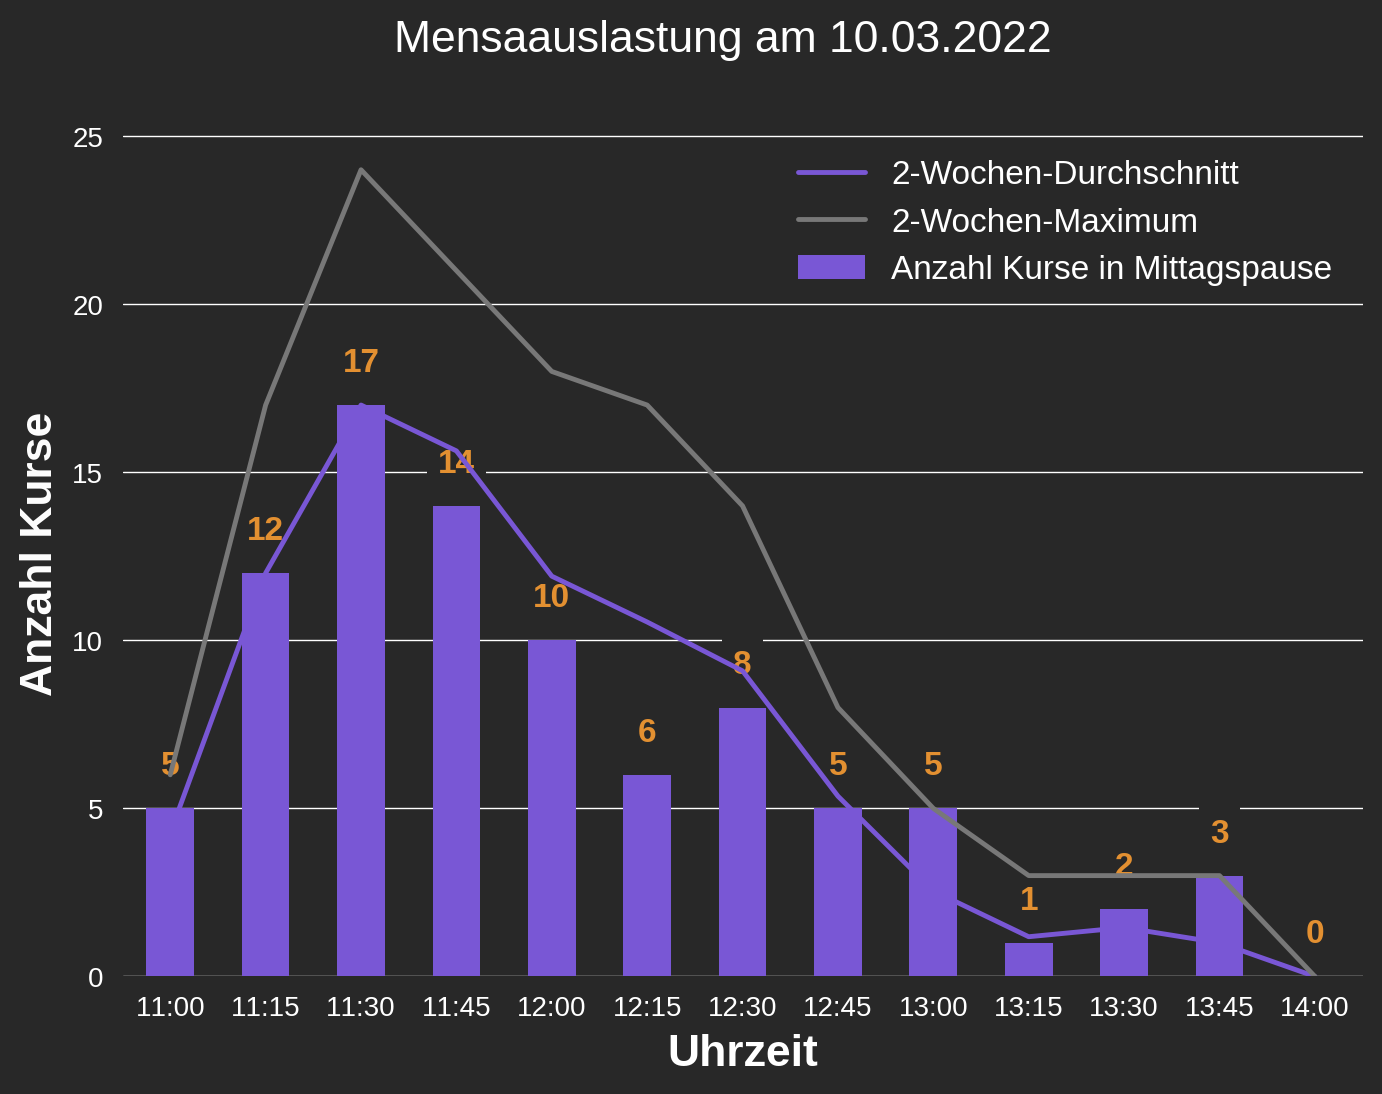 Mensaauslastung am 10.03.2022
25
2-Wochen-Durchschnitt
2-Wochen-Maximum
Anzahl Kurse in Mittagspause
20
17
15
14
12
10
10
8
6
5
5
5
5
3
2
1
0
0
Anzahl Kurse
11:00 11:15 11:30 11:45 12:00 12:15 12:30 12:45 13:00 13:15 13:30 13:45 14:00
Uhrzeit